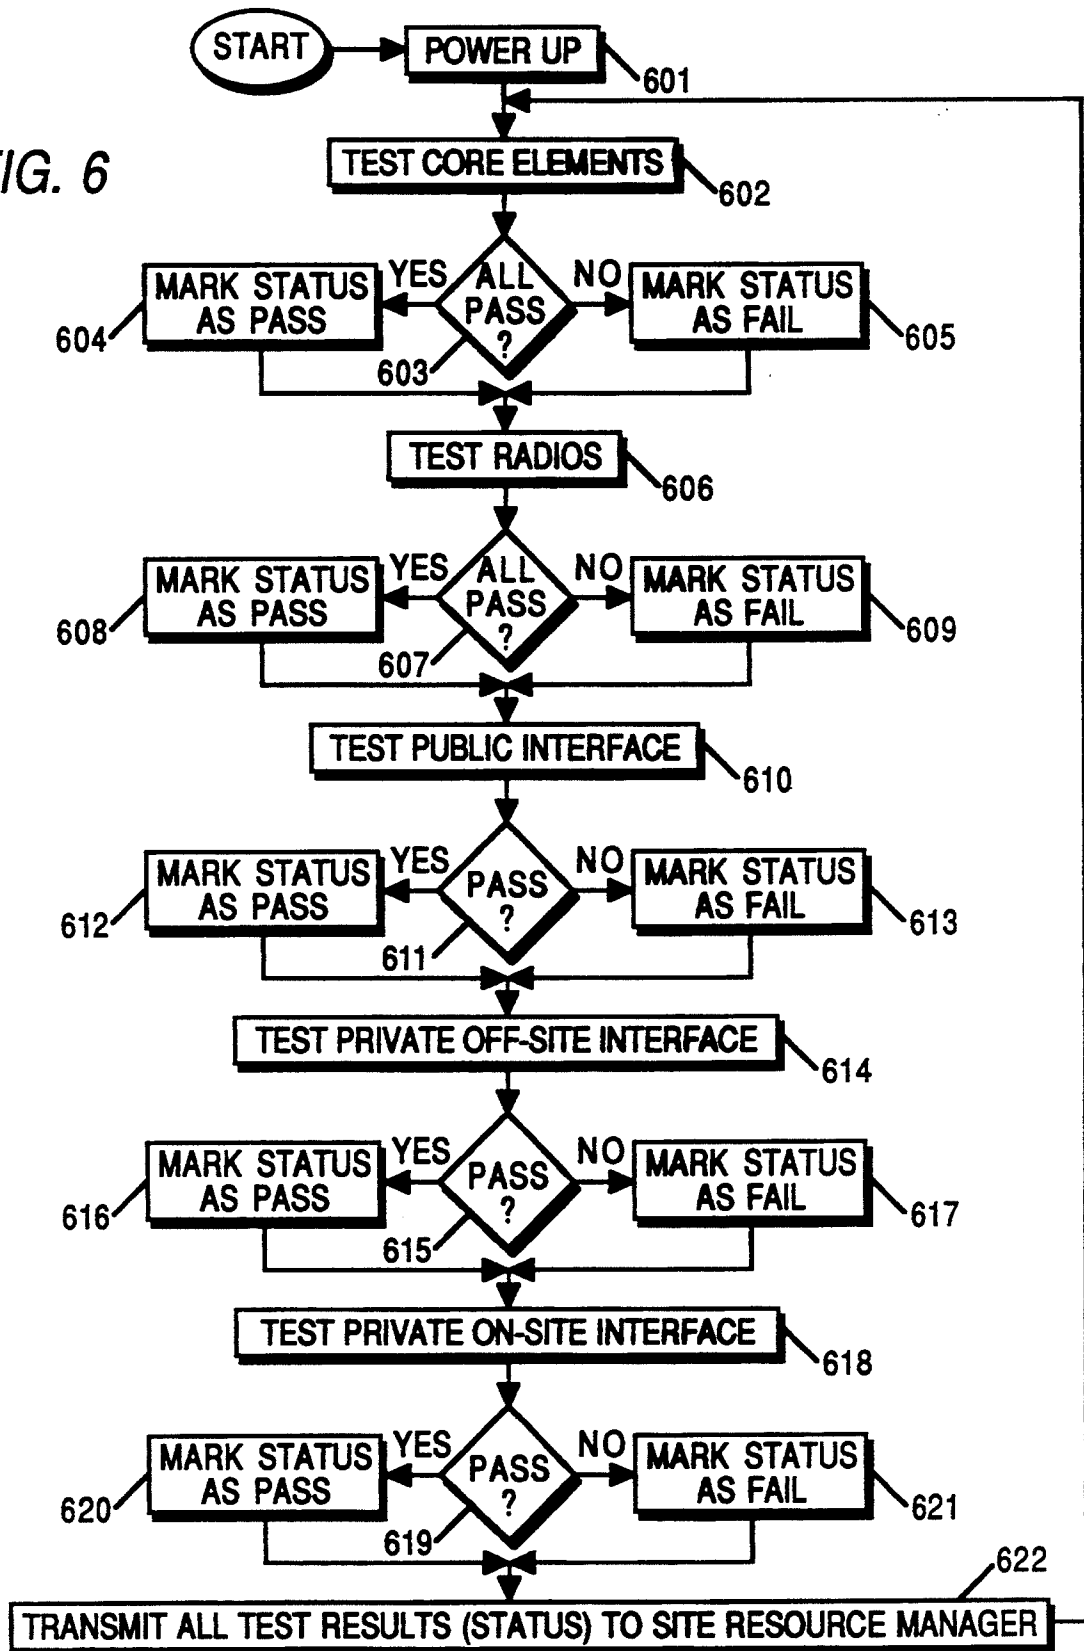 START
POWER UP
601
FIG. 6
TEST CORE ELEMENTS
602
MARK STATUS
AS PASS
604
YES
ALL
PASS
?
603
NO
MARK STATUS
AS FAIL
605
TEST RADIOS
606
MARK STATUS
AS PASS
608
YES
ALL
PASS
?
607
NO
MARK STATUS
AS FAIL
609
TEST PUBLIC INTERFACE
610
MARK STATUS
AS PASS
612
YES
PASS
?
611
NO
MARK STATUS
AS FAIL
613
TEST PRIVATE OFF-SITE INTERFACE
614
MARK STATUS
AS PASS
616
YES
PASS
?
615
NO
MARK STATUS
AS FAIL
617
TEST PRIVATE ON-SITE INTERFACE
618
MARK STATUS
AS PASS
620
YES
PASS
?
619
NO
MARK STATUS
AS FAIL
621
622
TRANSMIT ALL TEST RESULTS (STATUS) TO SITE RESOURCE MANAGER